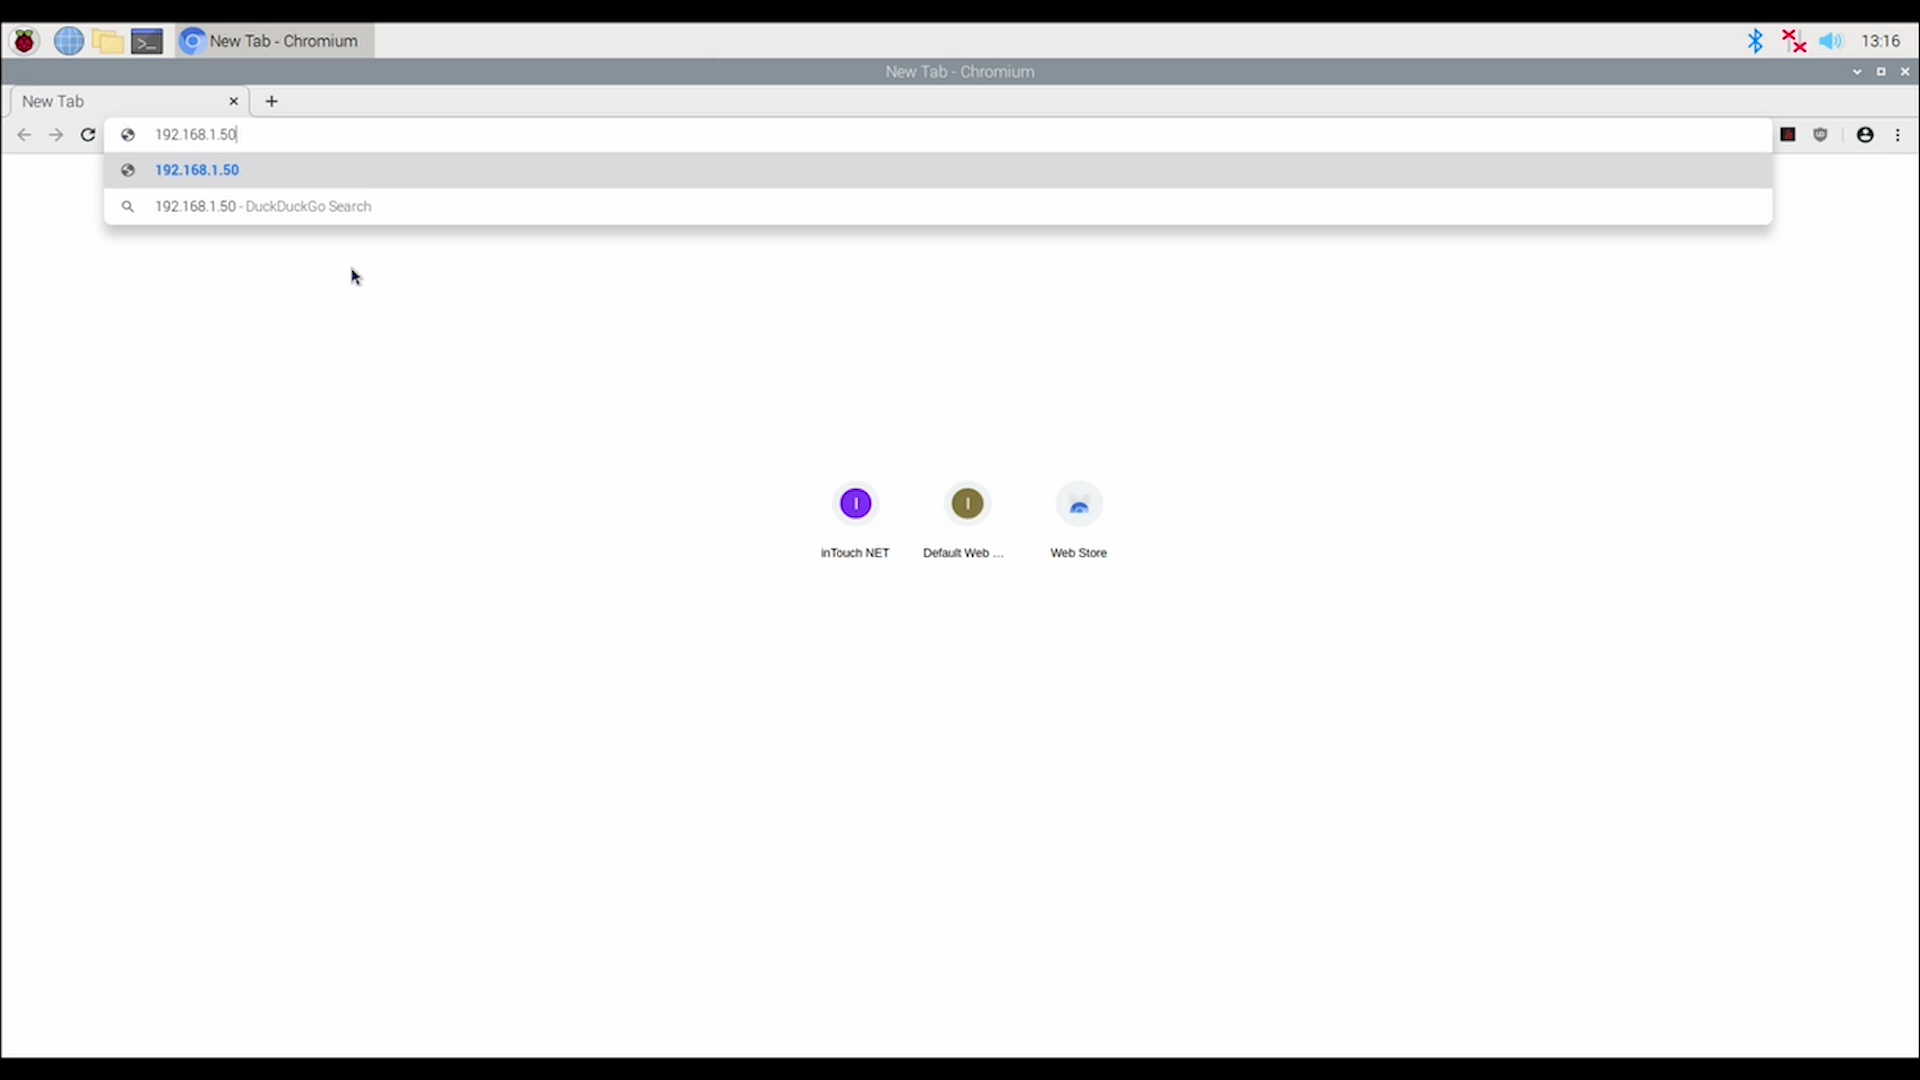 New Tab - Chromium
13:16
New Tab - Chromium
New Tab
192.168.1.50
192.168.1.50
192.168.1.50 - DuckDuckGo Search
I
I
inTouch NET
Default Web ...
Web Store